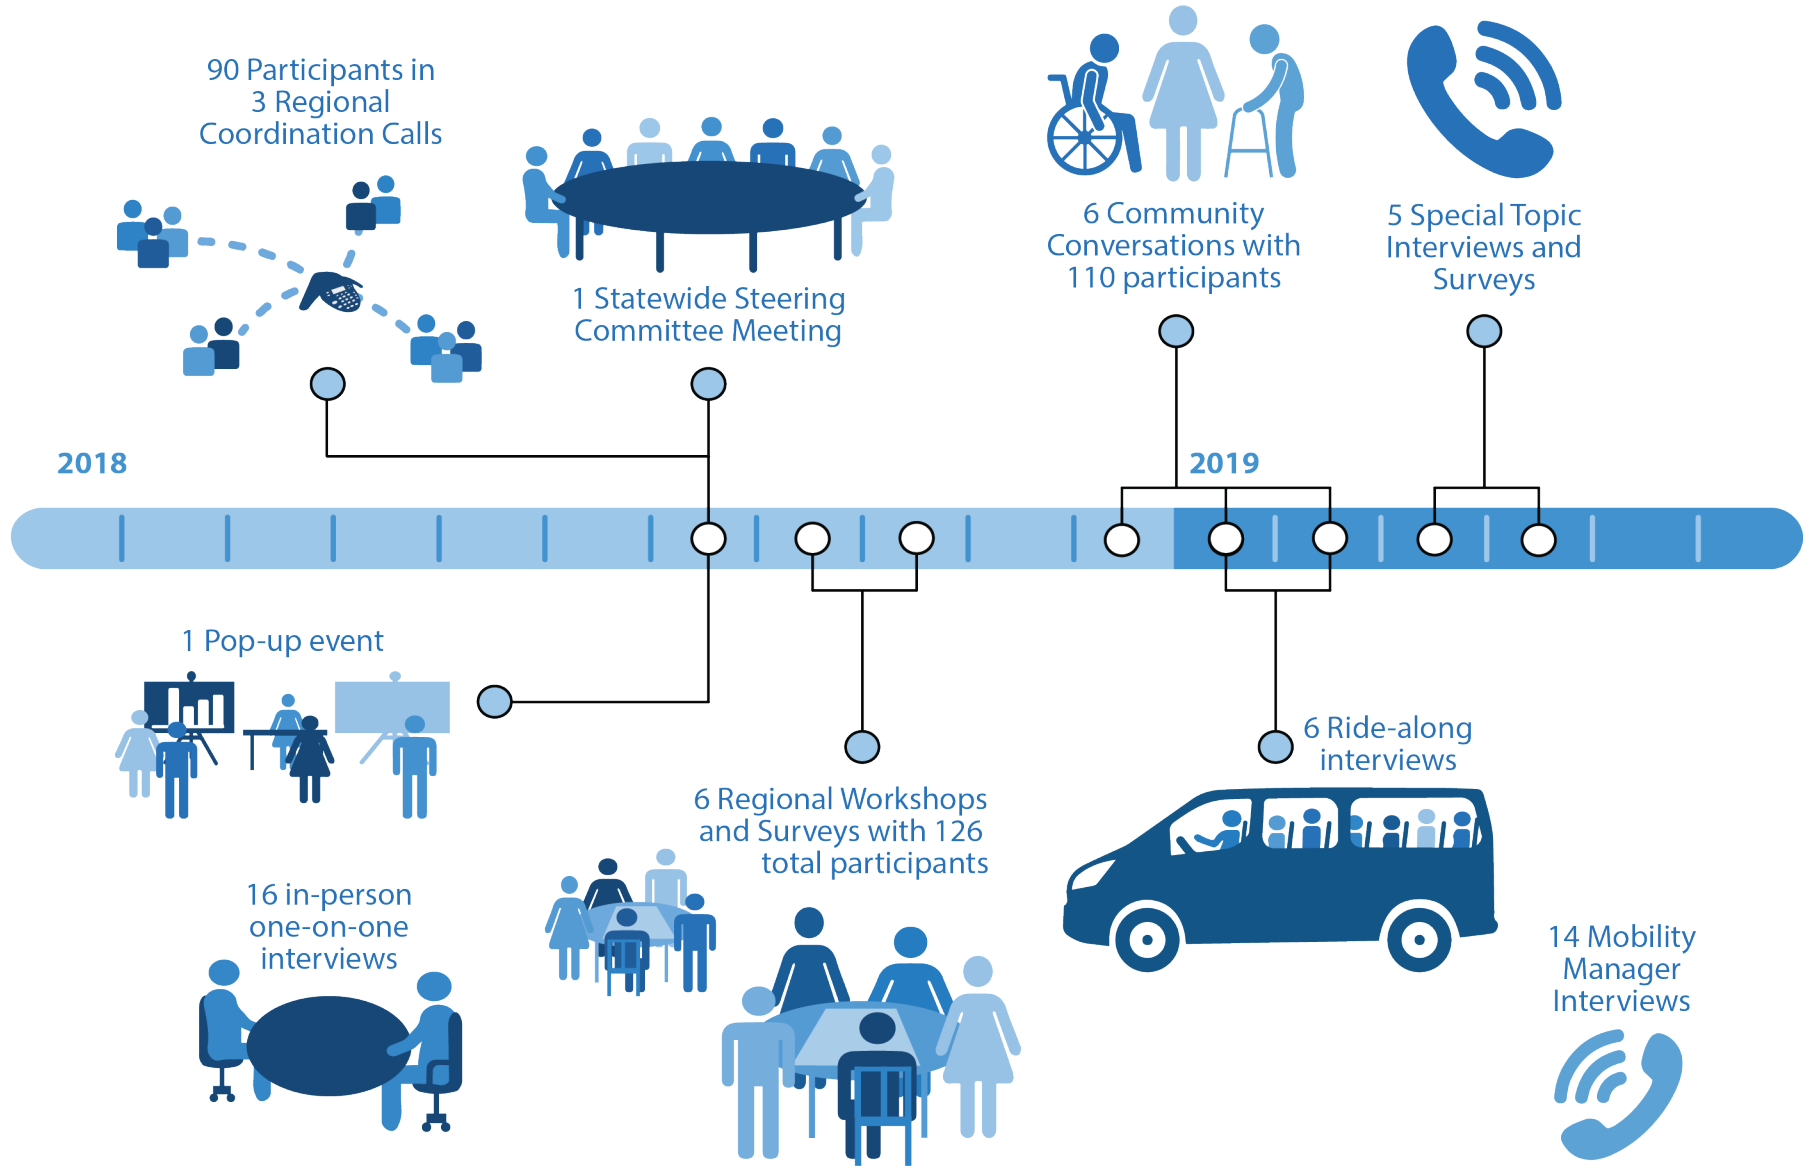 90 Participants in
3 Regional
Coordination Calls
1 Statewide Steering
Committee Meeting
6 Community
Conversations with
110 participants
5 Special Topic
Interviews and
Surveys
2018
2019
1 Pop-up event
16 in-person
one-on-one
interviews
6 Regional Workshops
and Surveys with 126
total participants
6 Ride-along
interviews
14 Mobility
Manager
Interviews